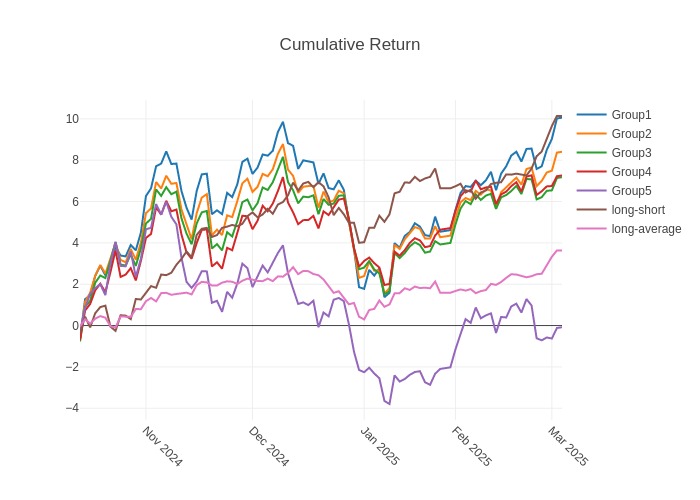 Cumulative Return
10
8
6
4
2
0
−2
−4
Nov 2024
Dec 2024
Jan 2025
Feb 2025
Mar 2025
Group1
Group2
Group3
Group4
Group5
long-short
long-average